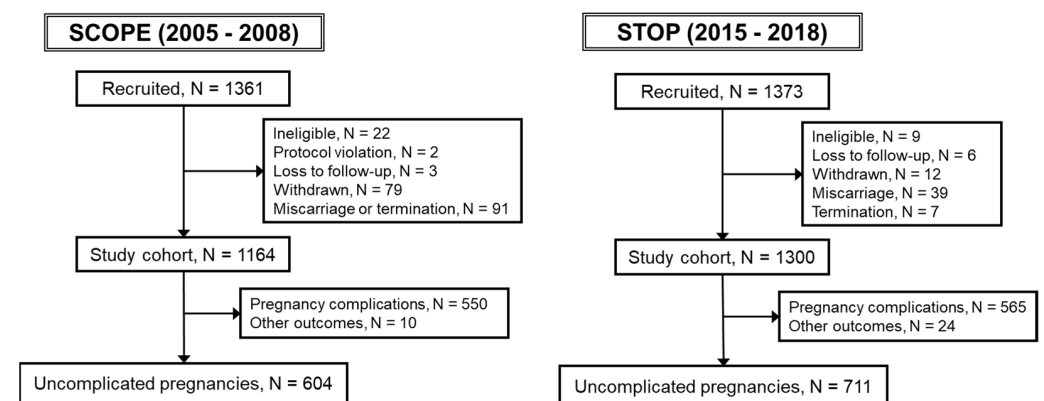 SCOPE (2005 - 2008)
Recruited, N = 1361
Ineligible, N = 22
Protocol violation, N = 2
Loss to follow-up, N = 3
Withdrawn, N = 79
Miscarriage or termination, N = 91
Study cohort, N = 1164
Pregnancy complications, N = 550
Other outcomes, N = 10
Uncomplicated pregnancies, N = 604
STOP (2015 - 2018)
Recruited, N = 1373
Ineligible, N = 9
Loss to follow-up, N = 6
Withdrawn, N = 12
Miscarriage, N = 39
Termination, N = 7
Study cohort, N = 1300
Pregnancy complications, N = 565
Other outcomes, N = 24
Uncomplicated pregnancies, N = 711